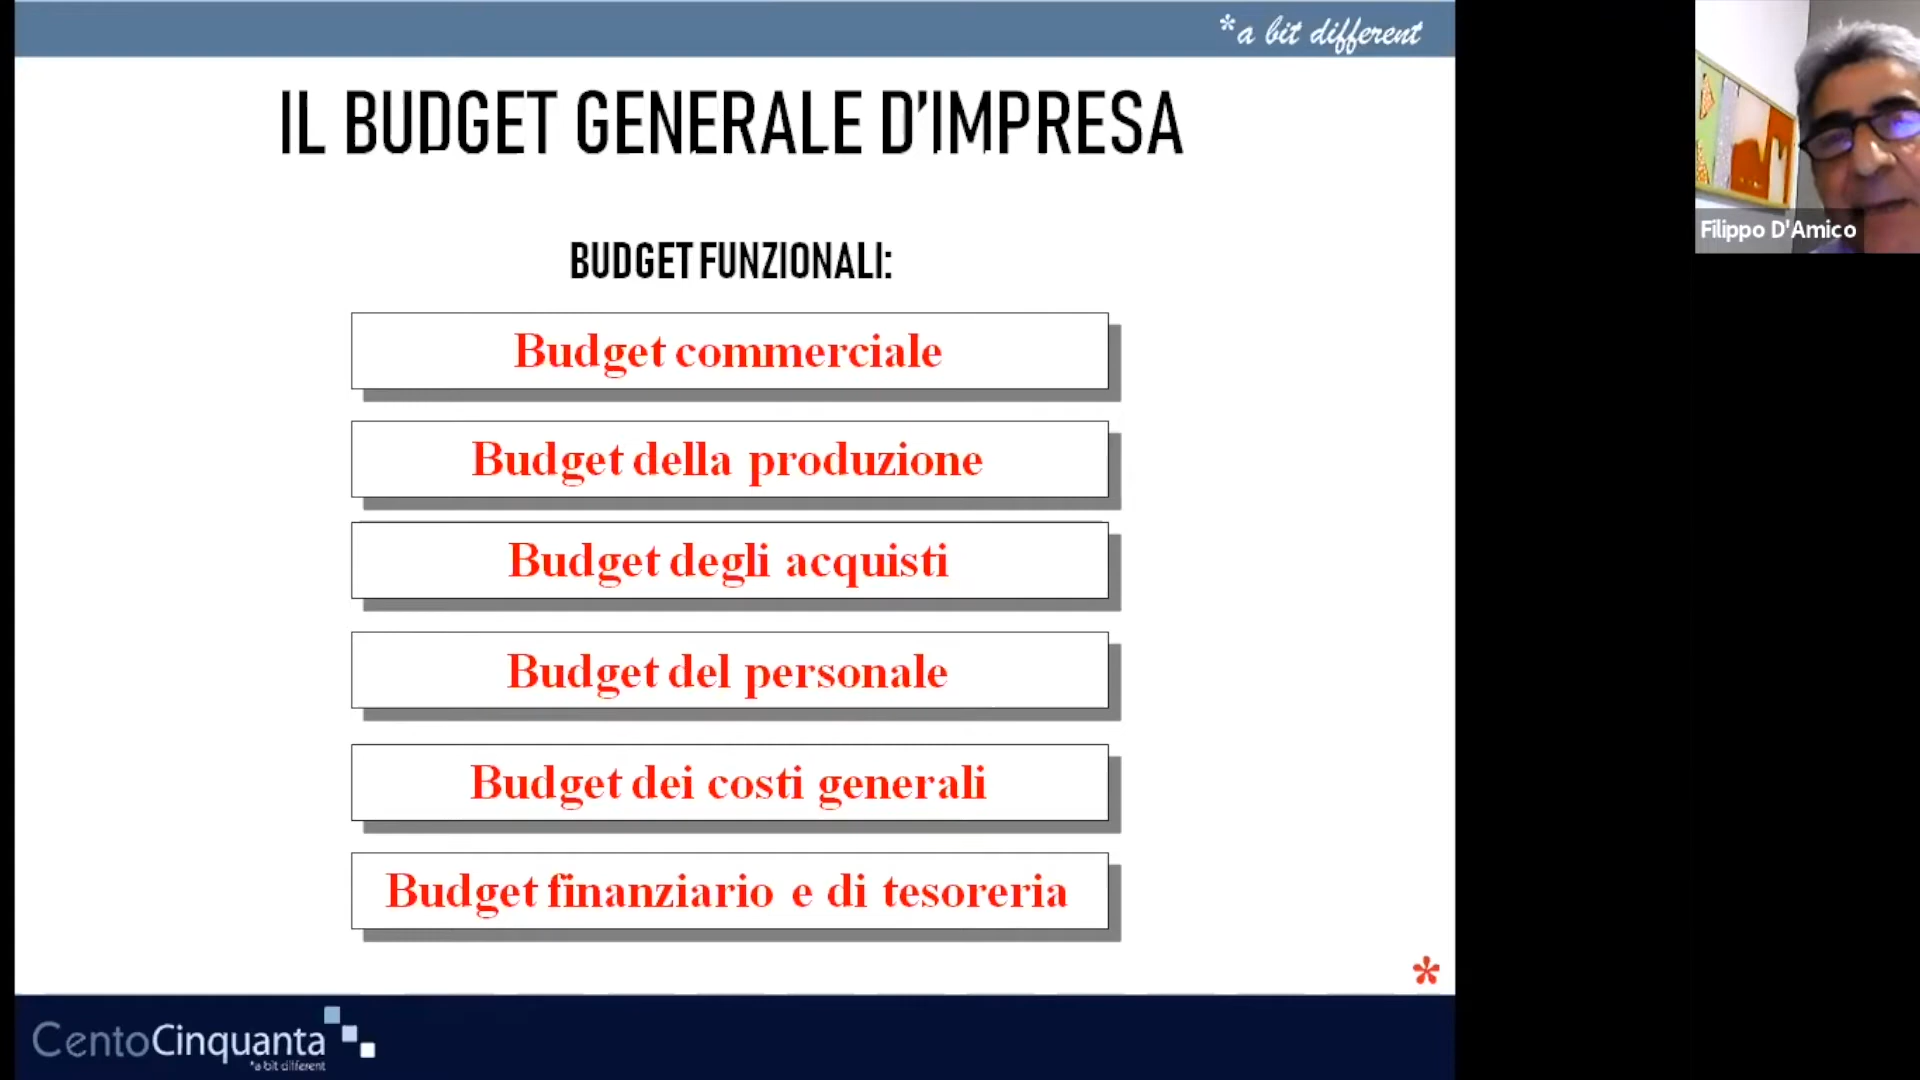 *a bit different
IL BUDGET GENERALE D'IMPRESA
Filippo D'Amico
BUDGET FUNZIONALI:
Budget commerciale
Budget della produzione
Budget degli acquisti
Budget del personale
Budget dei costi generali
Budget finanziario e di tesoreria
*
CentoCinquanta
*a bit different